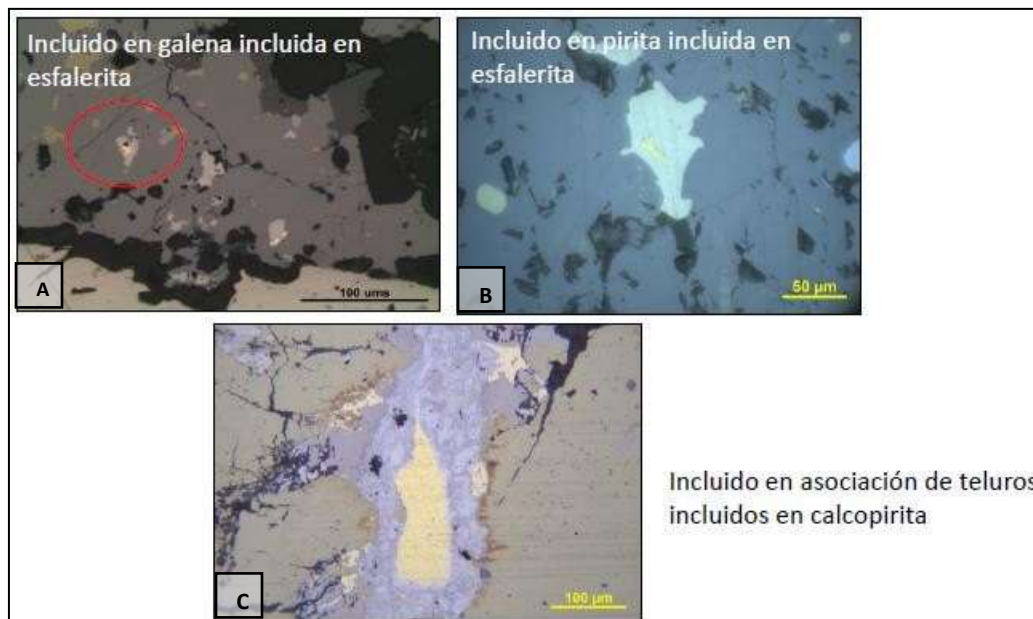 Incluido en galena incluida en
esfalerita
A
100 ums
Incluido en pirita incluida en
esfalerita
B
50 µm
C
100 µm
Incluido en asociación de teluros
incluidos en calcopirita